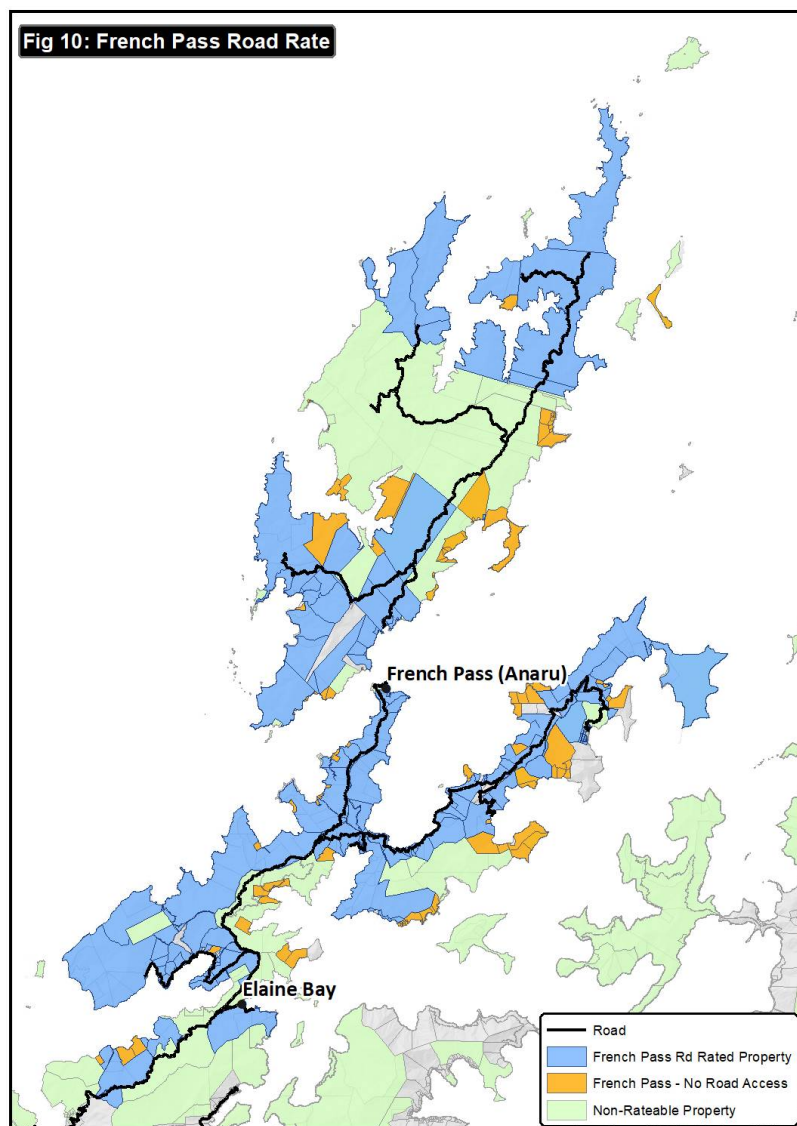 Fig 10: French Pass Road Rate
French Pass (Anaru)
Elaine Bay
Road
French Pass Rd Rated Property
French Pass - No Road Access
Non-Rateable Property